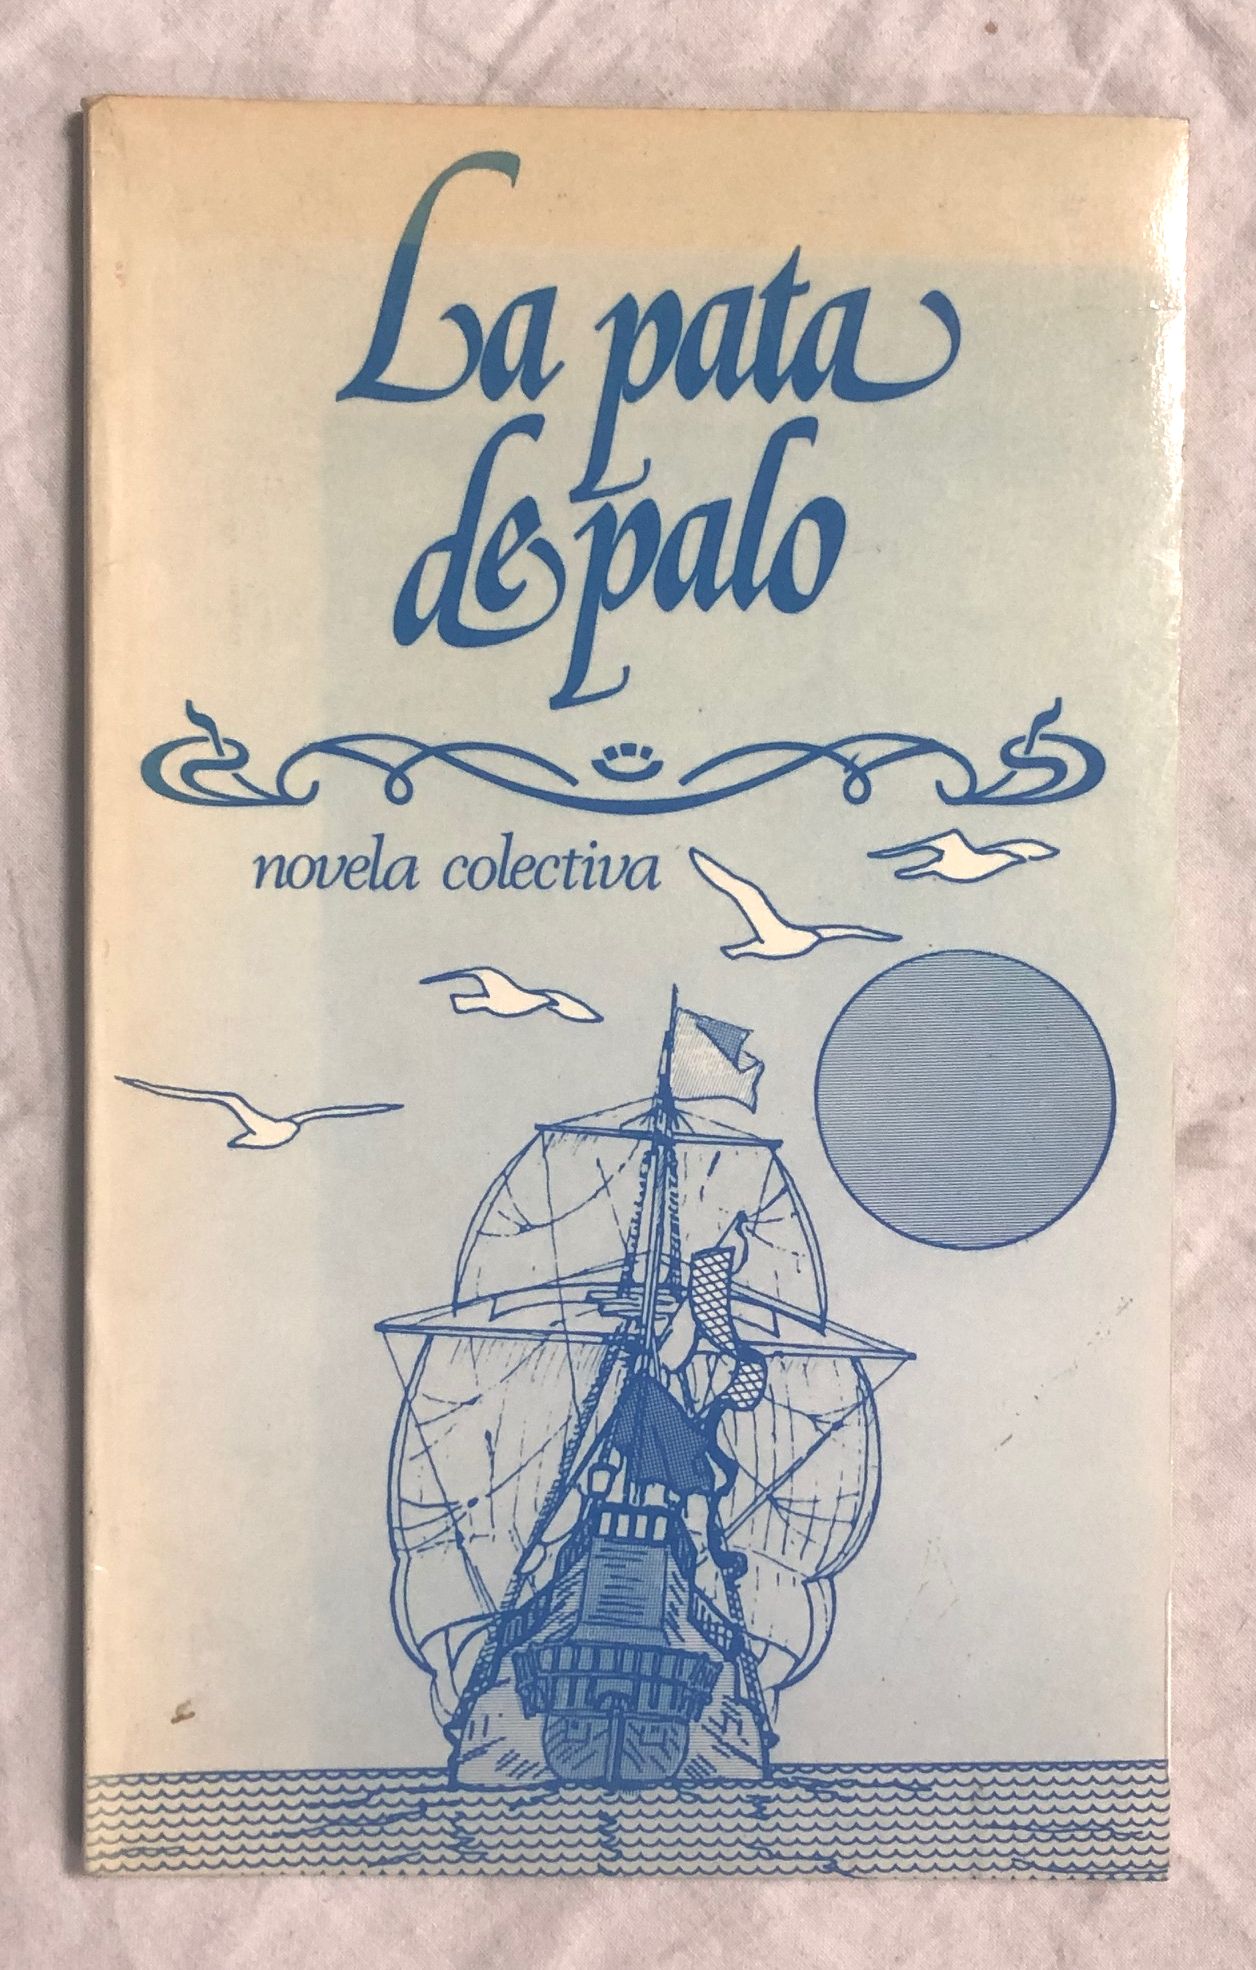 La pata
de palo
novela colectiva